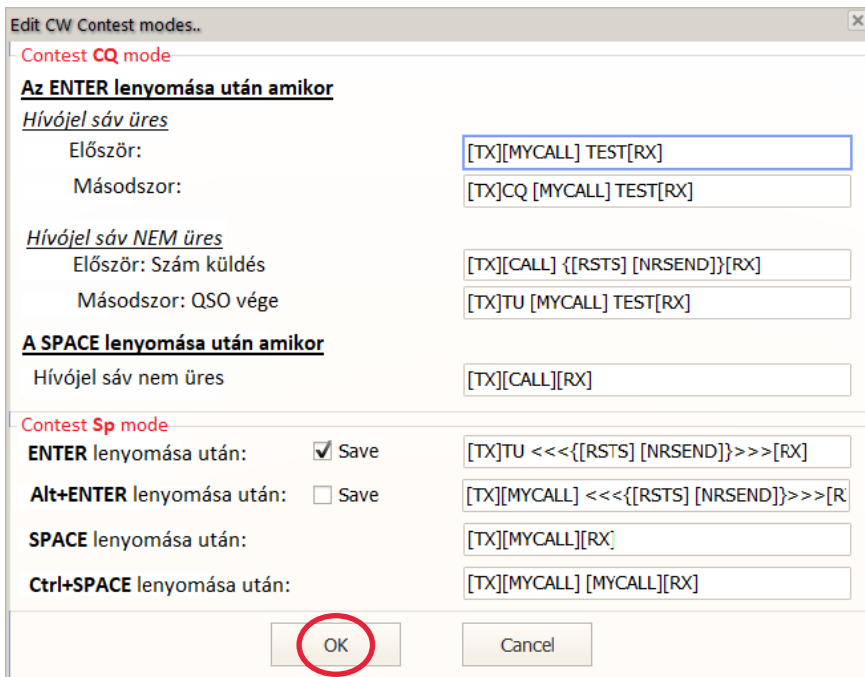 Edit CW Contest modes..
Contest CQ mode
Az ENTER lenyomása után amikor
Hívójel sáv üres
Először: [TX][MYCALL] TEST[RX]
Másodszor: [TX]CQ [MYCALL] TEST[RX]
Hívójel sáv NEM üres
Először: Szám küldés [TX][CALL] {[RSTS] [NRSEND]}[RX]
Másodszor: QSO vége [TX]TU [MYCALL] TEST[RX]
A SPACE lenyomása után amikor
Hívójel sáv nem üres [TX][CALL][RX]
Contest Sp mode
ENTER lenyomása után: Save [TX]TU <<<{[RSTS] [NRSEND]}>>>[RX]
Alt+ENTER lenyomása után: Save [TX][MYCALL] <<<{[RSTS] [NRSEND]}>>>[R
SPACE lenyomása után: [TX][MYCALL][RX]
Ctrl+SPACE lenyomása után: [TX][MYCALL] [MYCALL][RX]
OK Cancel